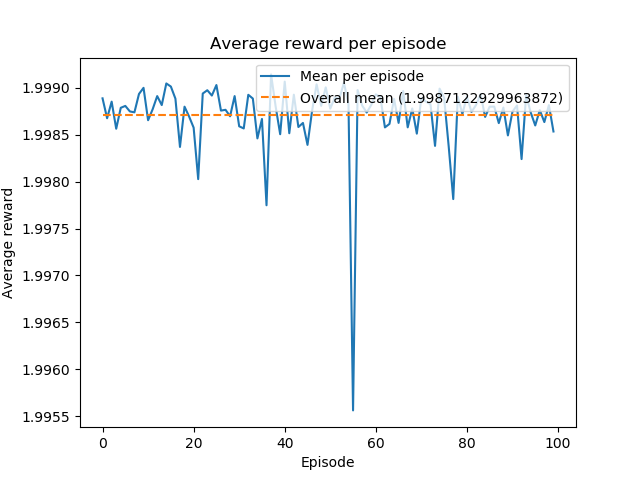 Average reward per episode
Mean per episode
Overall mean (1.9987122929963872)
1.9990
1.9985
1.9980
1.9975
1.9970
1.9965
1.9960
1.9955
Average reward
0 20 40 60 80 100
Episode